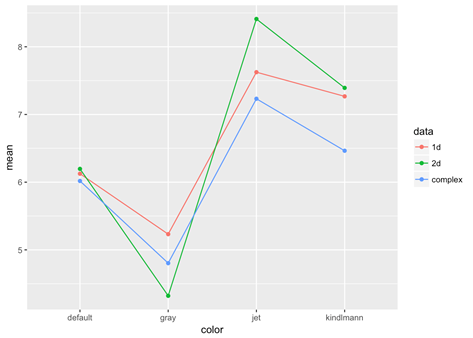 8
7
6
5
mean
default gray jet kindlmann
color
data
1d
2d
complex